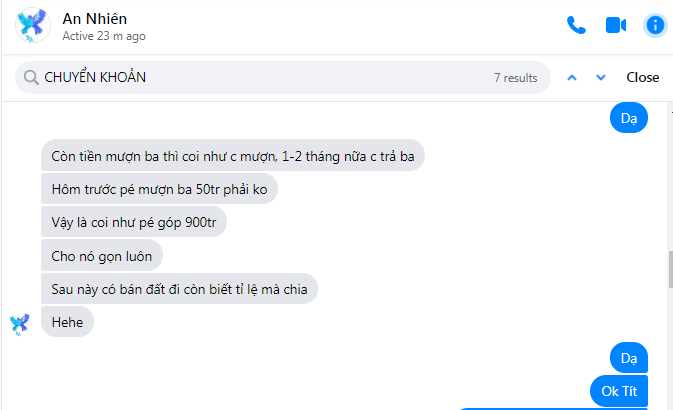 An Nhiên
Active 23 m ago
CHUYỂN KHOẢN
7 results
Close
Dạ
Còn tiền mượn ba thì coi như c mượn, 1-2 tháng nữa c trả ba
Hôm trước pé mượn ba 50tr phải ko
Vậy là coi như pé góp 900tr
Cho nó gọn luôn
Sau này có bán đất đi còn biết tỉ lệ mà chia
Hehe
Dạ
Ok Tít